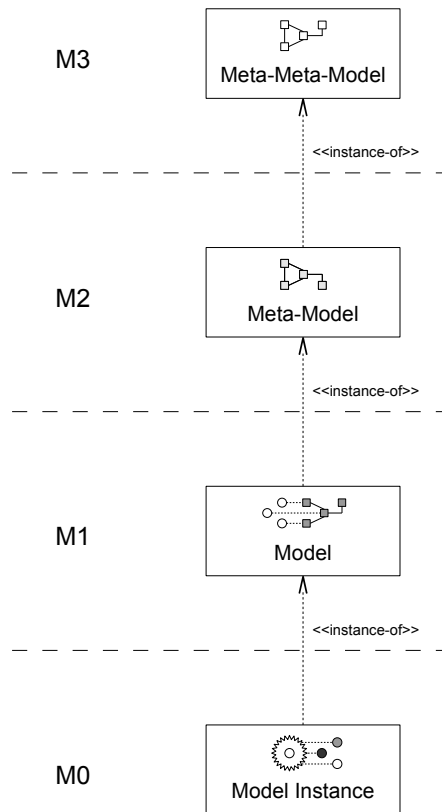 M3
Meta-Meta-Model
<<instance-of>>
M2
Meta-Model
<<instance-of>>
M1
Model
<<instance-of>>
M0
Model Instance